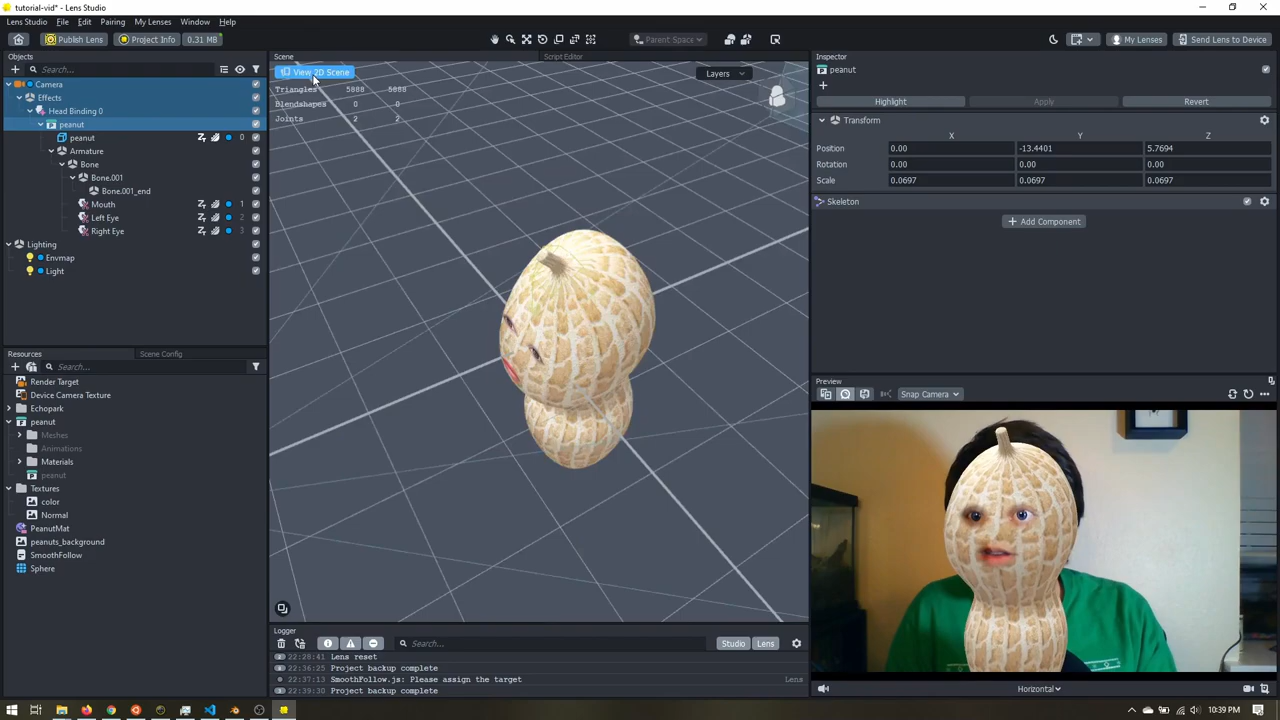 tutorial-vid* - Lens Studio
Lens Studio File Edit Pairing My Lenses Window Help
Publish Lens Project Info 0.31 MB Parent Space My Lenses Send Lens to Device
Objects
Search...
Camera
Effects
Head Binding 0
peanut
peanut 0
Armature
Bone
Bone.001
Bone.001_end
Mouth 1
Left Eye 2
Right Eye 3
Lighting
Envmap
Light
Resources Scene Config
Search...
Render Target
Device Camera Texture
Echopark
peanut
Meshes
Animations
Materials
peanut
Textures
color
Normal
PeanutMat
peanuts_background
SmoothFollow
Sphere
Scene Script Editor
View 2D Scene Layers
Triangles 5888 5888
Blendshapes 0 0
Joints 2 2
Logger
Search... Studio Lens
22:28:41 Lens reset
22:36:25 Project backup complete
22:37:13 SmoothFollow.js: Please assign the target Lens
22:39:30 Project backup complete
Inspector
peanut
Highlight Apply Revert
Transform
X Y Z
Position 0.00 -13.4401 5.7694
Rotation 0.00 0.00 0.00
Scale 0.0697 0.0697 0.0697
Skeleton
Add Component
Preview
Snap Camera
Horizontal
10:39 PM